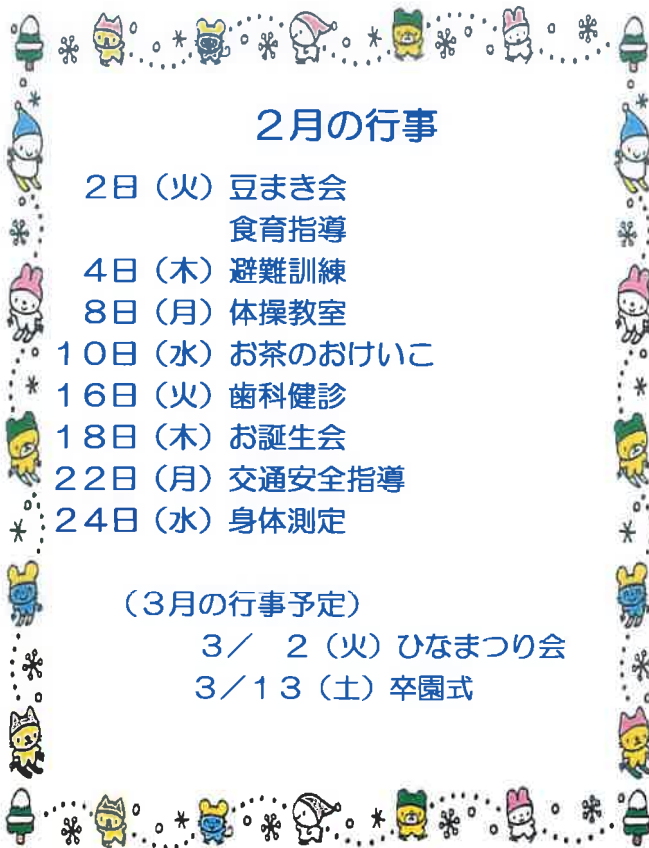 ２月の行事
２日（火）豆まき会
食育指導
４日（木）避難訓練
８日（月）体操教室
１０日（水）お茶のおけいこ
１６日（火）歯科健診
１８日（木）お誕生会
２２日（月）交通安全指導
２４日（水）身体測定
（３月の行事予定）
３／　２（火）ひなまつり会
３／１３（土）卒園式